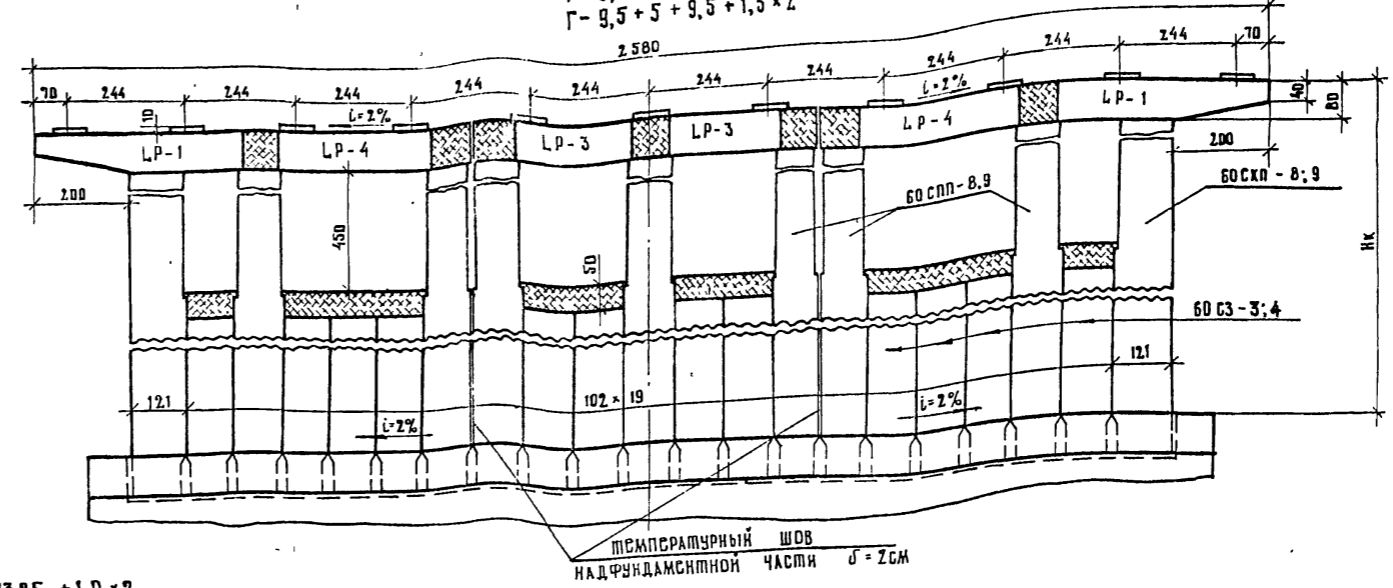 Г- 9,5 + 5 + 9,5 + 1,5 × 2
2580
244 244 70
244
244 244
244
70 244 244 244 244
i=2%
10 i=2%
LP-1 LP-4 LP-3 LP-3 LP-4 LP-1
40 80
200
200
60 СПП - 8,9
60 СКП - 8; 9
450
50
Нк
60 СЗ - 3; 4
121
121 102 × 19
i=2% i=2%
ТЕМПЕРАТУРНЫЙ ШОВ
НАДФУНДАМЕНТНОЙ ЧАСТИ δ = 2см
+ 1,0 × 2